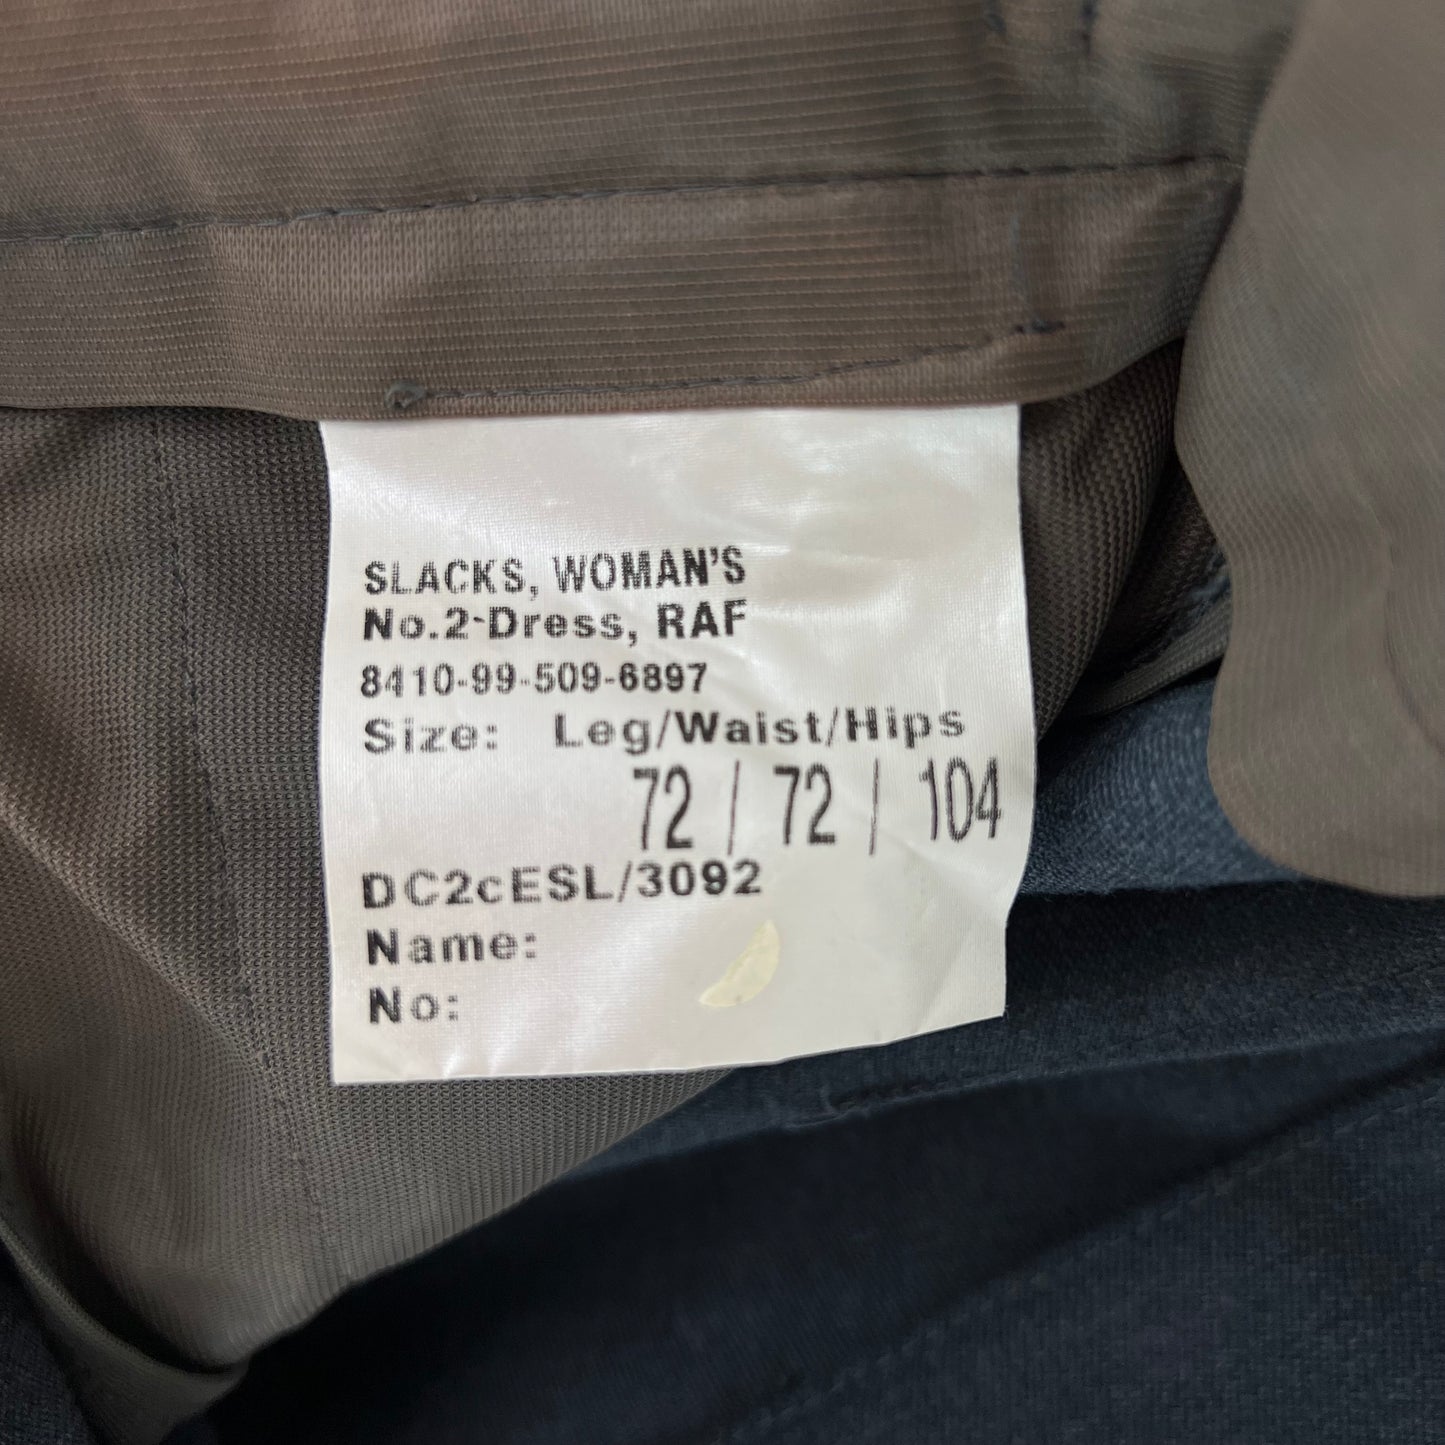 SLACKS, WOMAN'S
No.2-Dress, RAF
8410-99-509-6897
Size: Leg/Waist/Hips
72 / 72 / 104
DC2cESL/3092
Name:
No: